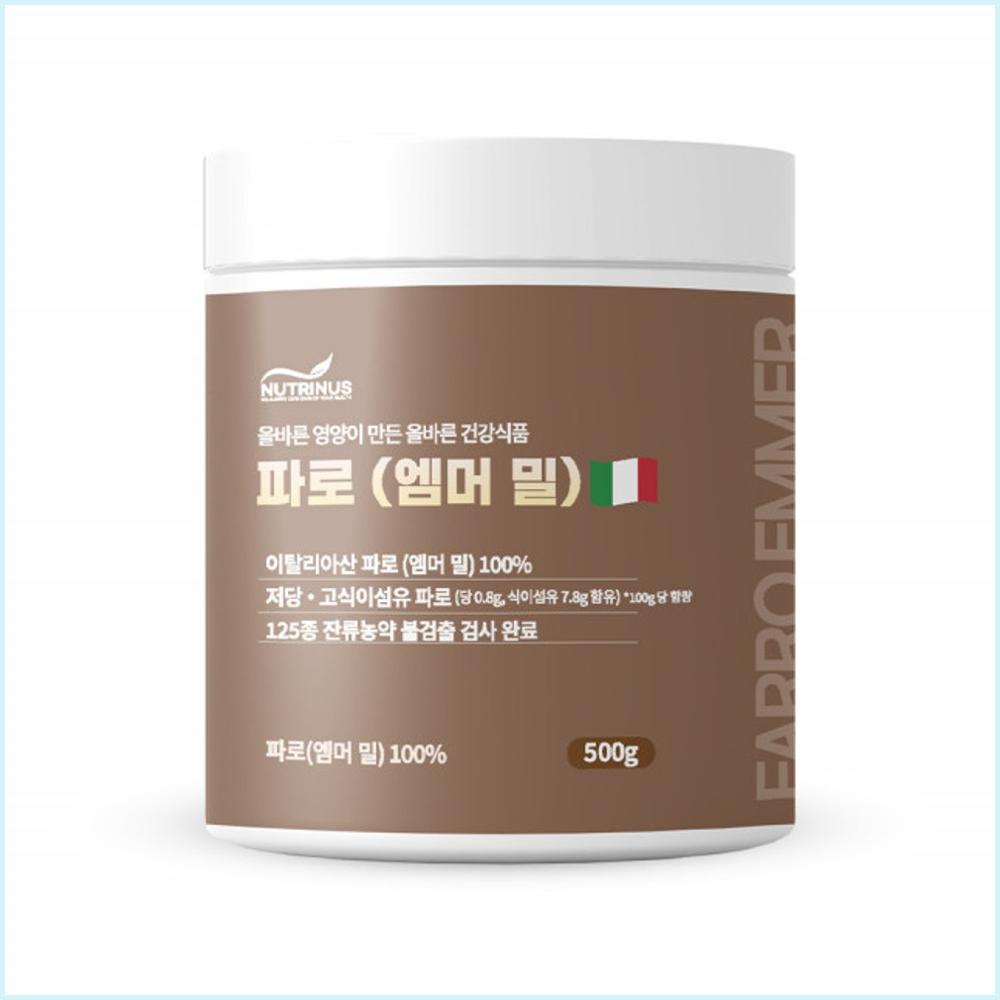 NUTRINUS
올바른 영양이 만든 올바른 건강식품
파로 (엠머 밀)
이탈리아산 파로 (엠머 밀) 100%
저당 • 고식이섬유 파로 (당 0.8g, 식이섬유 7.8g 함유) *100g 당 함량
125종 잔류농약 불검출 검사 완료
파로(엠머 밀) 100%
500g
FARRO EMMER